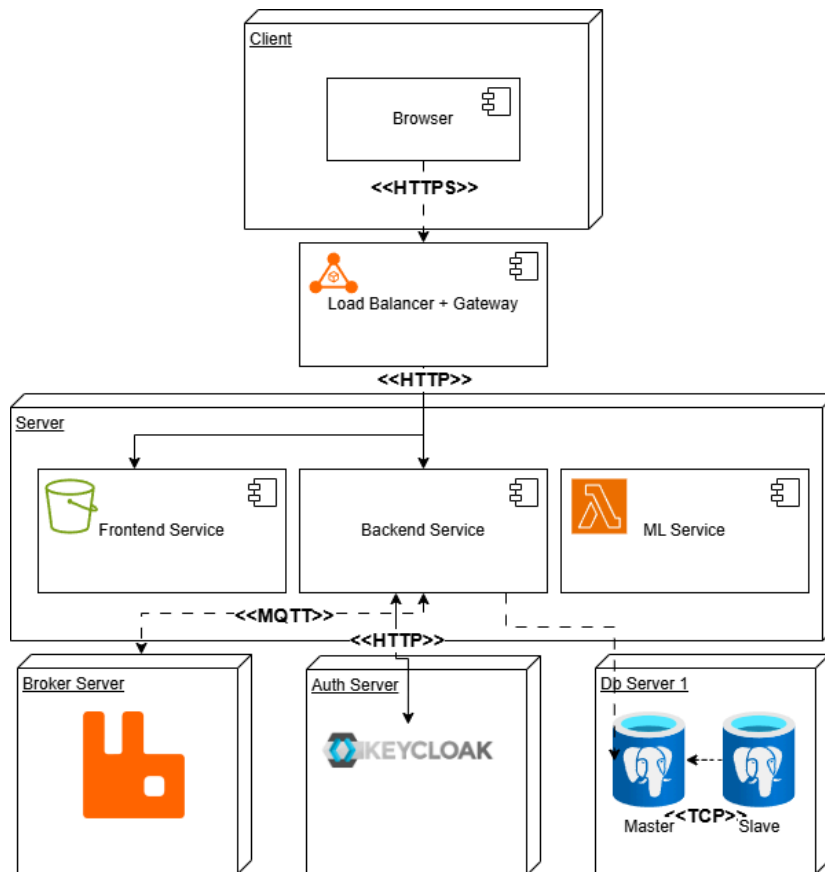 Client
Browser
<<HTTPS>>
Load Balancer + Gateway
<<HTTP>>
Server
Frontend Service
Backend Service
ML Service
<<MQTT>>
<<HTTP>>
Broker Server
Auth Server
Db Server 1
KEYCLOAK
Master
<<TCP>>
Slave